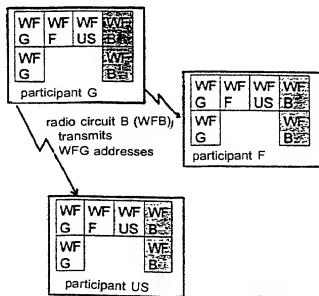 WF WF WF WF
G F US B
WF WF
G B
participant G
radio circuit B (WFB)
transmits
WFG addresses
WF WF WF WF
G F US B
WF WF
G B
participant F
WF WF WF WF
G F US B
WF WF
G B
participant US